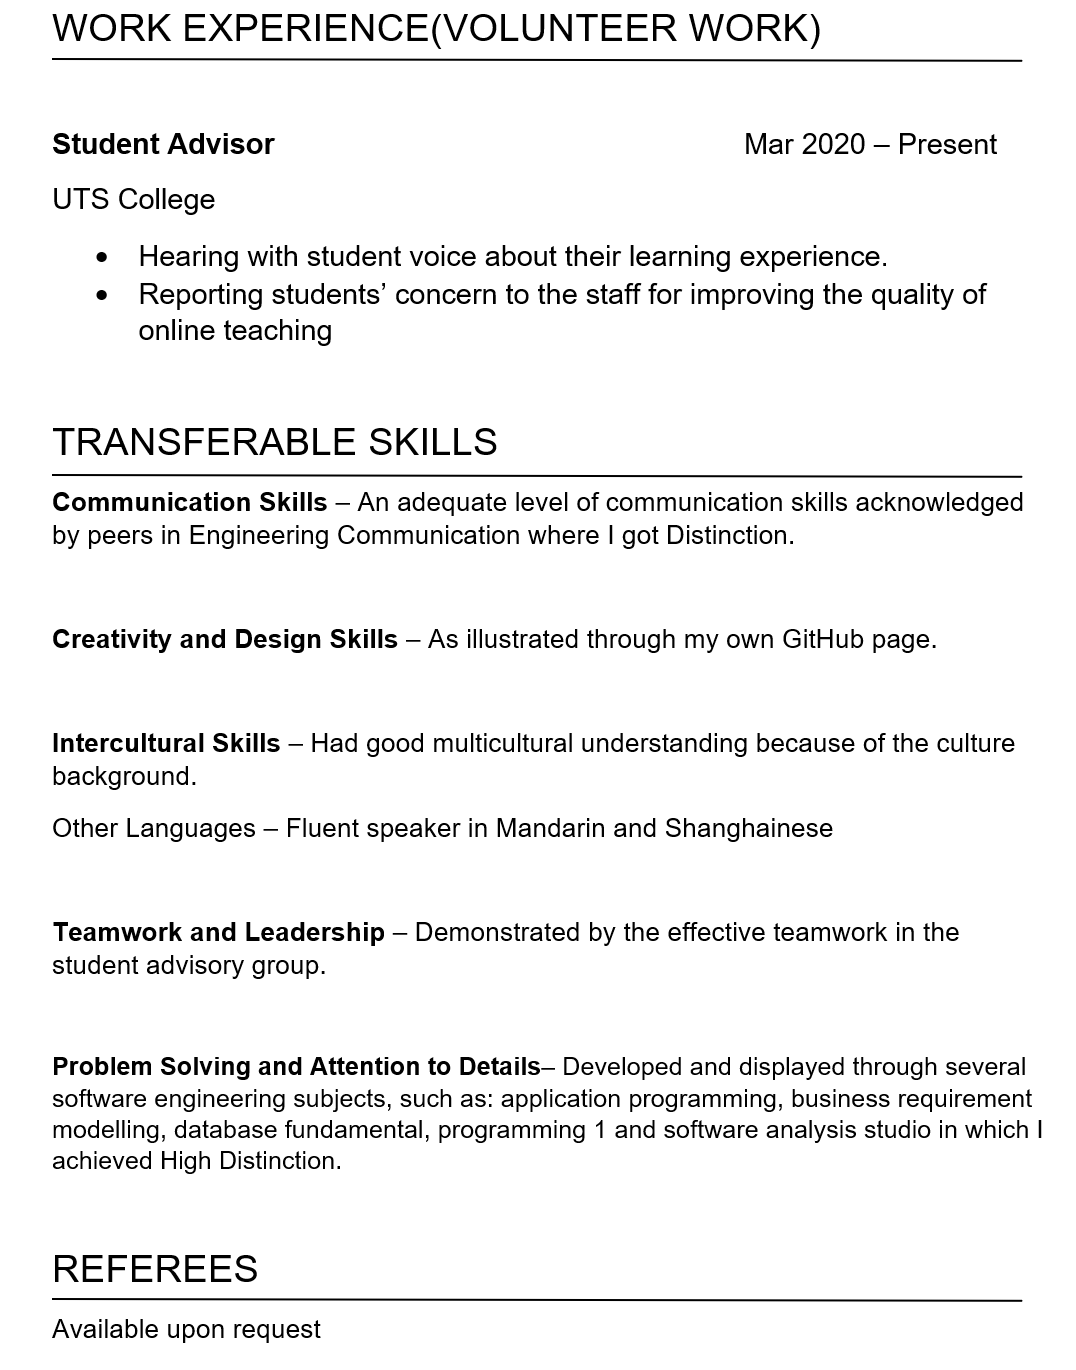 WORK EXPERIENCE(VOLUNTEER WORK)
Student Advisor Mar 2020 – Present
UTS College
• Hearing with student voice about their learning experience.
• Reporting students’ concern to the staff for improving the quality of
online teaching
TRANSFERABLE SKILLS
Communication Skills – An adequate level of communication skills acknowledged
by peers in Engineering Communication where I got Distinction.
Creativity and Design Skills – As illustrated through my own GitHub page.
Intercultural Skills – Had good multicultural understanding because of the culture
background.
Other Languages – Fluent speaker in Mandarin and Shanghainese
Teamwork and Leadership – Demonstrated by the effective teamwork in the
student advisory group.
Problem Solving and Attention to Details– Developed and displayed through several
software engineering subjects, such as: application programming, business requirement
modelling, database fundamental, programming 1 and software analysis studio in which I
achieved High Distinction.
REFEREES
Available upon request